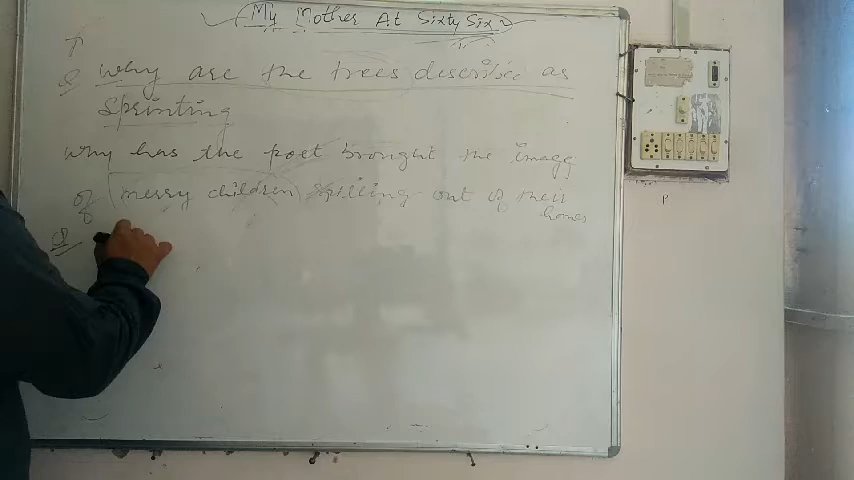 My Mother At Sixty Six
Q Why are the trees described as
Sprinting
Why has the poet brought the image
of (merry children) spilling out of their
homes
Q